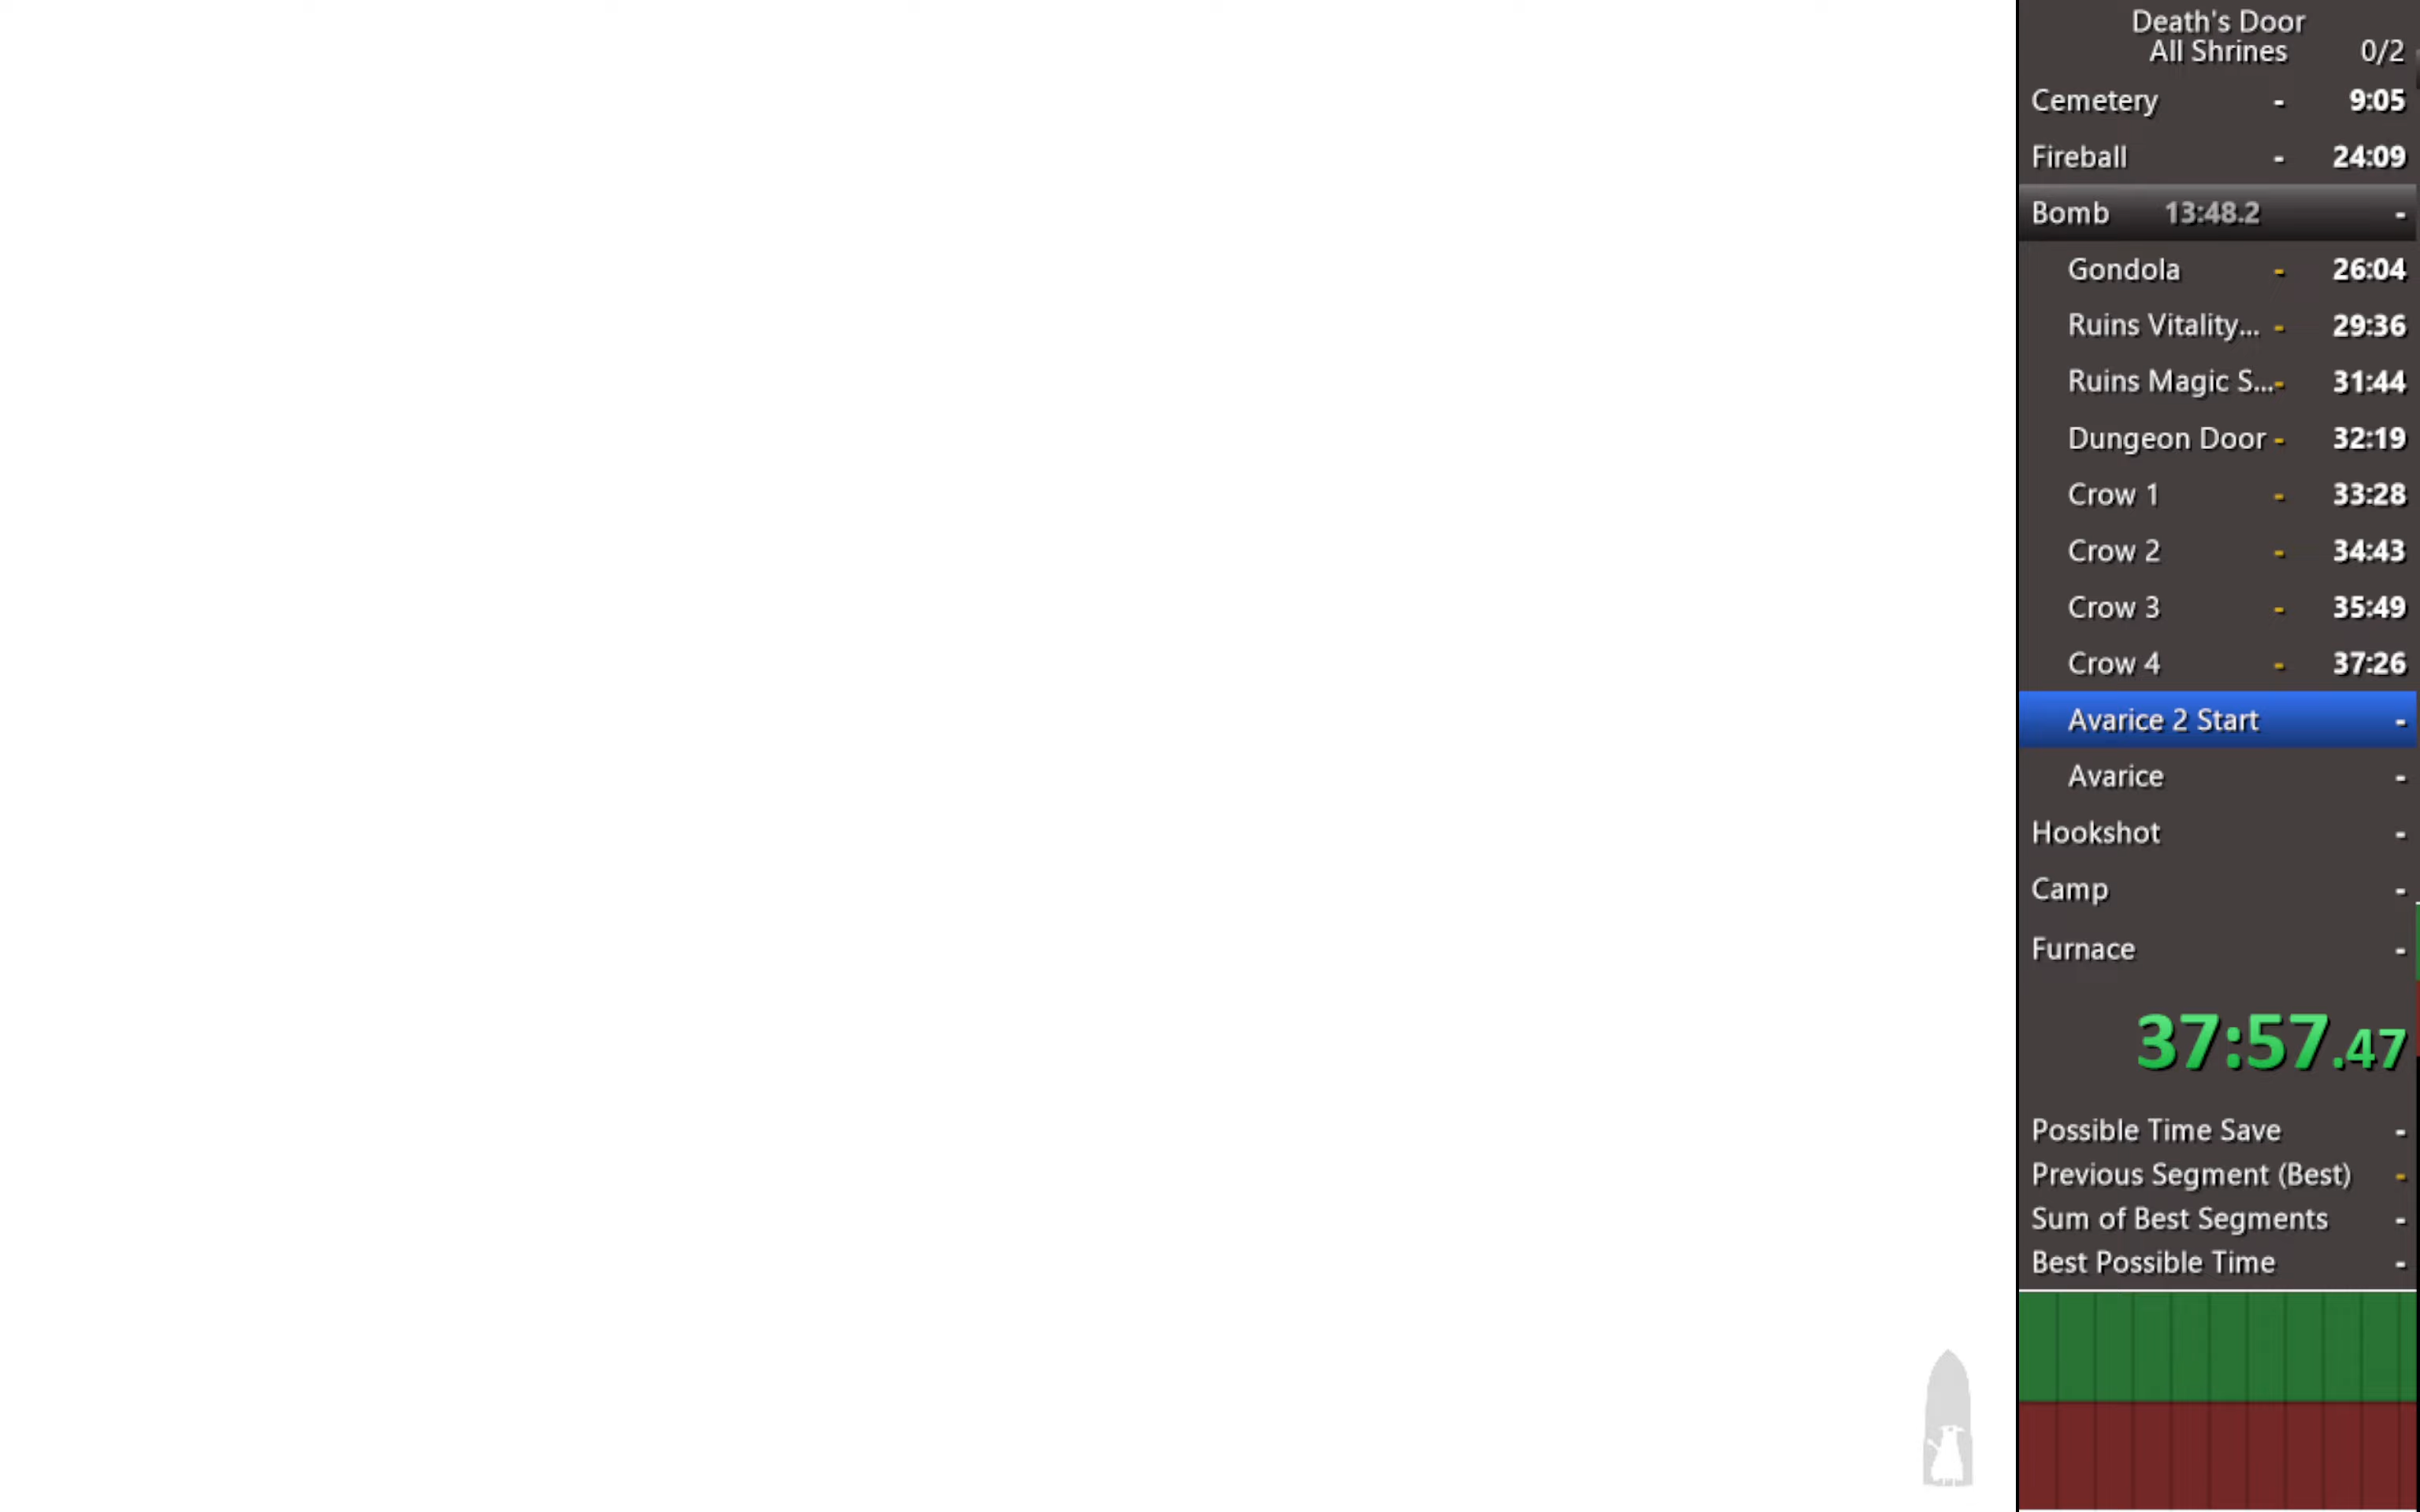 Death's Door
All Shrines 0/2
Cemetery - 9:05
Fireball - 24:09
Bomb 13:48.2 -
Gondola - 26:04
Ruins Vitality... - 29:36
Ruins Magic S...- 31:44
Dungeon Door - 32:19
Crow 1 - 33:28
Crow 2 - 34:43
Crow 3 - 35:49
Crow 4 - 37:26
Avarice 2 Start -
Avarice -
Hookshot -
Camp -
Furnace -
37:57.47
Possible Time Save -
Previous Segment (Best) -
Sum of Best Segments -
Best Possible Time -